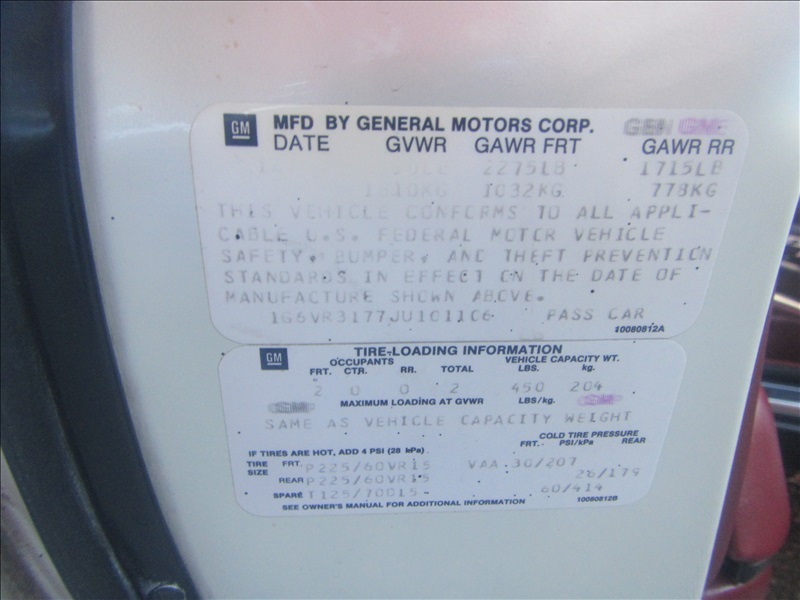 GM MFD BY GENERAL MOTORS CORP.
DATE GVWR GAWR FRT GAWR RR
2275LB 1715LB
1810KG 1032KG 778KG
THIS VEHICLE CONFORMS TO ALL APPLI-
CABLE U.S. FEDERAL MOTOR VEHICLE
SAFETY, BUMPER, AND THEFT PREVENTION
STANDARDS IN EFFECT ON THE DATE OF
MANUFACTURE SHOWN ABOVE.
1G6VR3177JU101106 PASS CAR
10080812A
GM TIRE-LOADING INFORMATION
OCCUPANTS VEHICLE CAPACITY WT.
FRT. CTR. RR. TOTAL LBS. kg.
2 0 0 2 450 204
MAXIMUM LOADING AT GVWR LBS/kg.
SAME AS VEHICLE CAPACITY WEIGHT
COLD TIRE PRESSURE
FRT. PSI/kPa REAR
IF TIRES ARE HOT, ADD 4 PSI (28 kPa)
TIRE SIZE FRT. P225/60VR15 VAA 30/207 26/179
REAR P225/60VR15
SPARE T125/70D15 60/414
SEE OWNER'S MANUAL FOR ADDITIONAL INFORMATION 10080812B